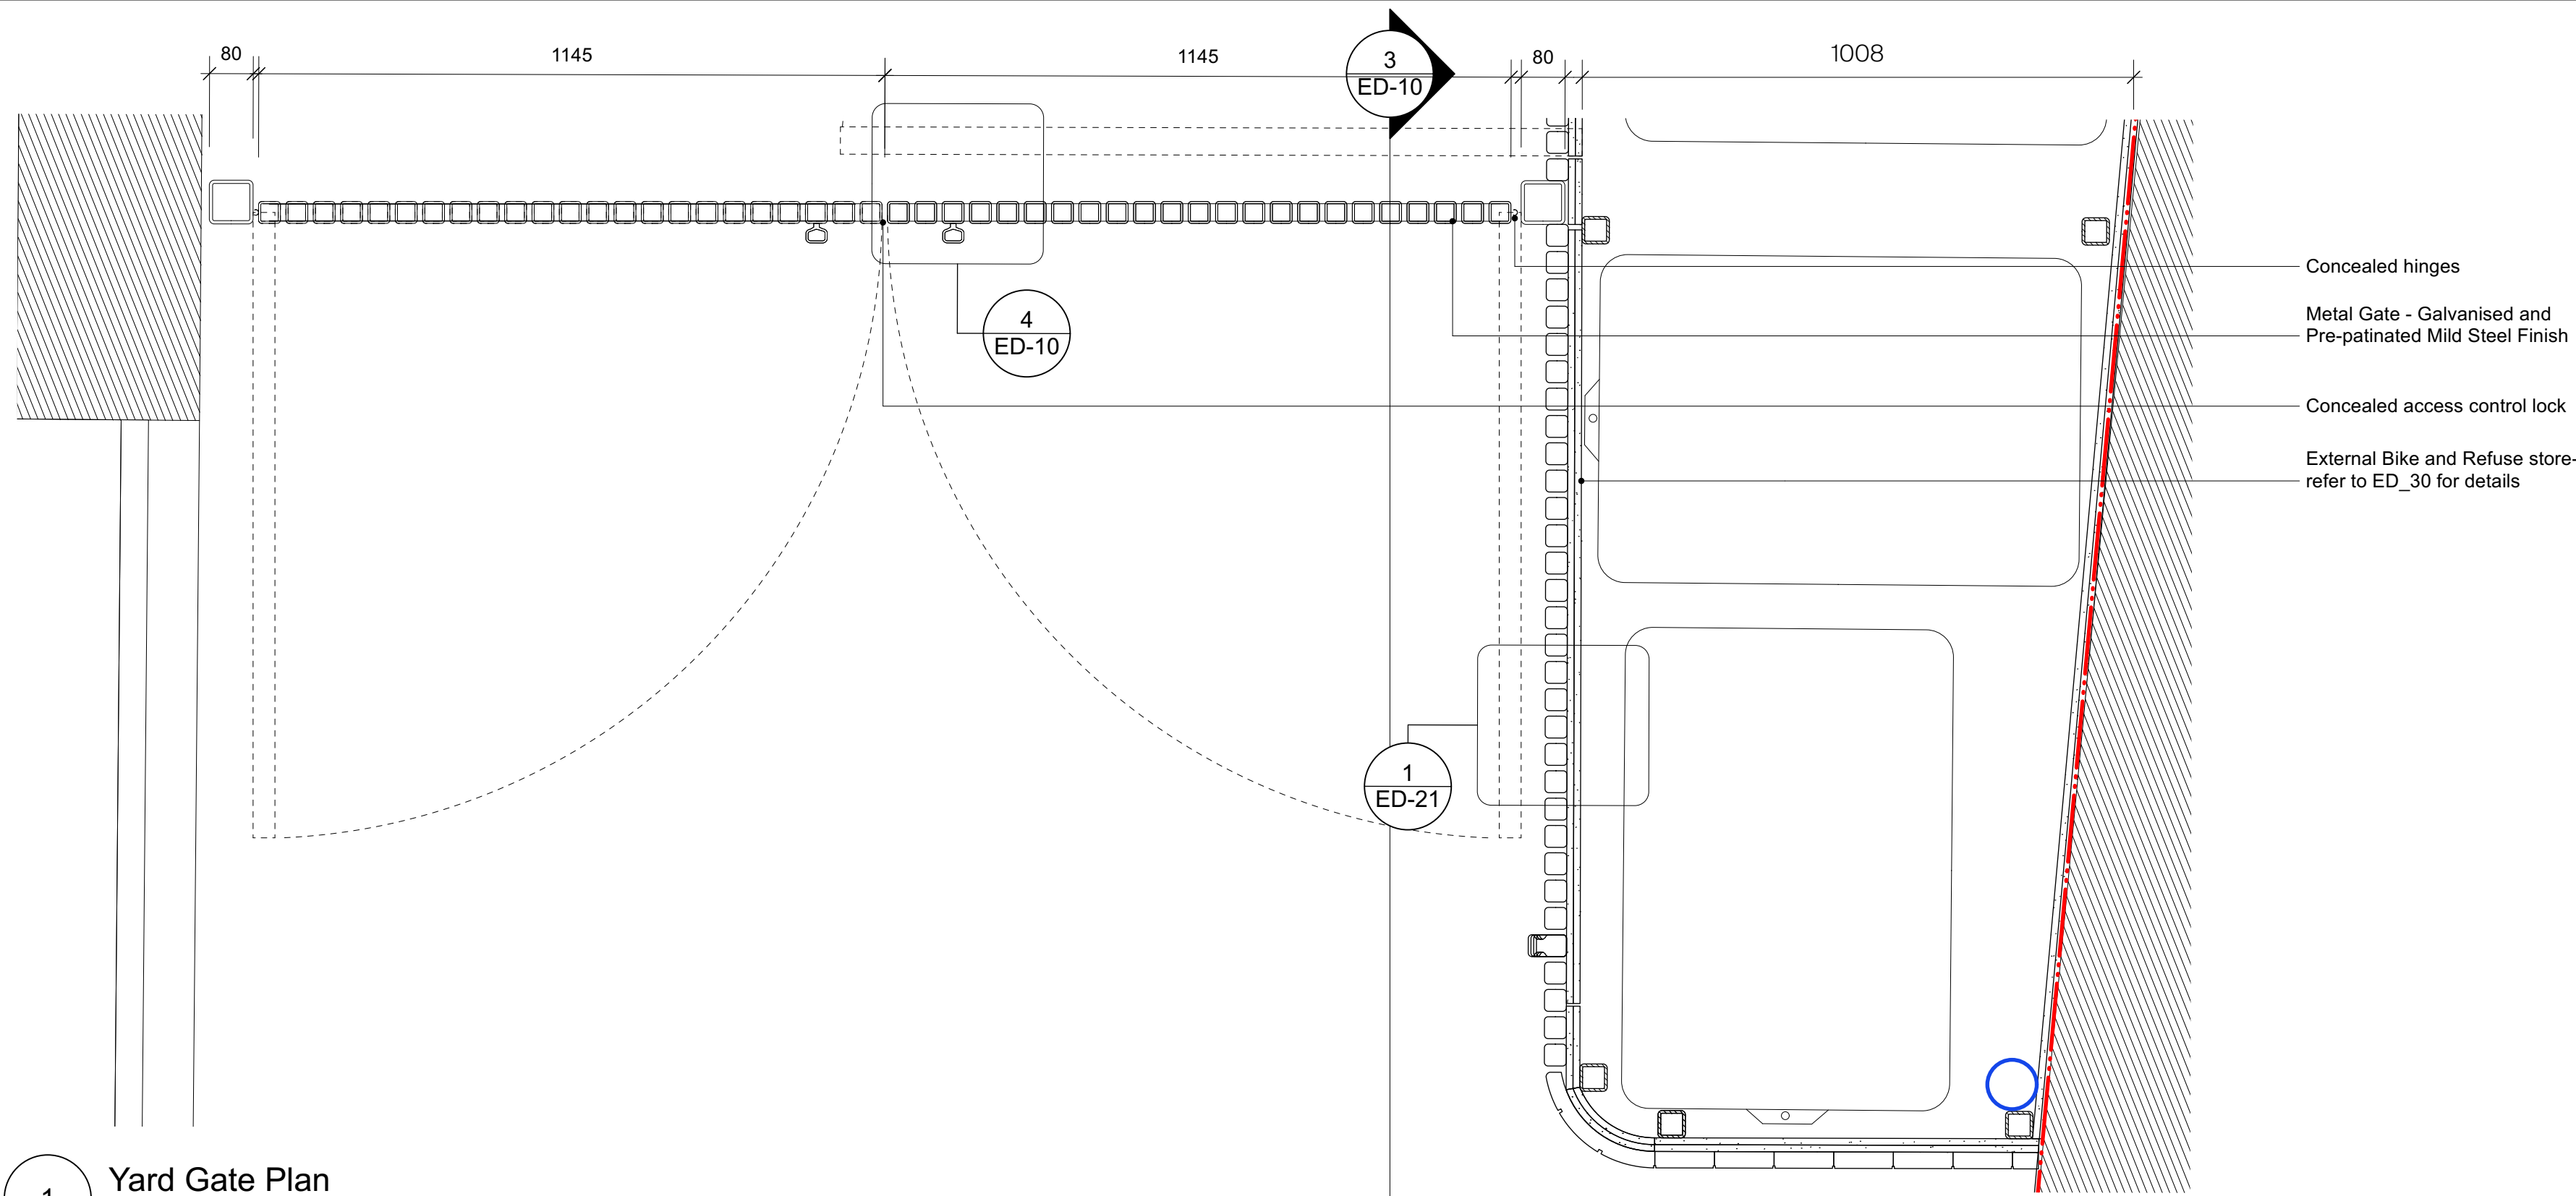 80
1145
1145
80
1008
3
ED-10
4
ED-10
Concealed hinges
Metal Gate - Galvanised and
Pre-patinated Mild Steel Finish
Concealed access control lock
External Bike and Refuse store-
refer to ED_30 for details
1
ED-21
1
Yard Gate Plan